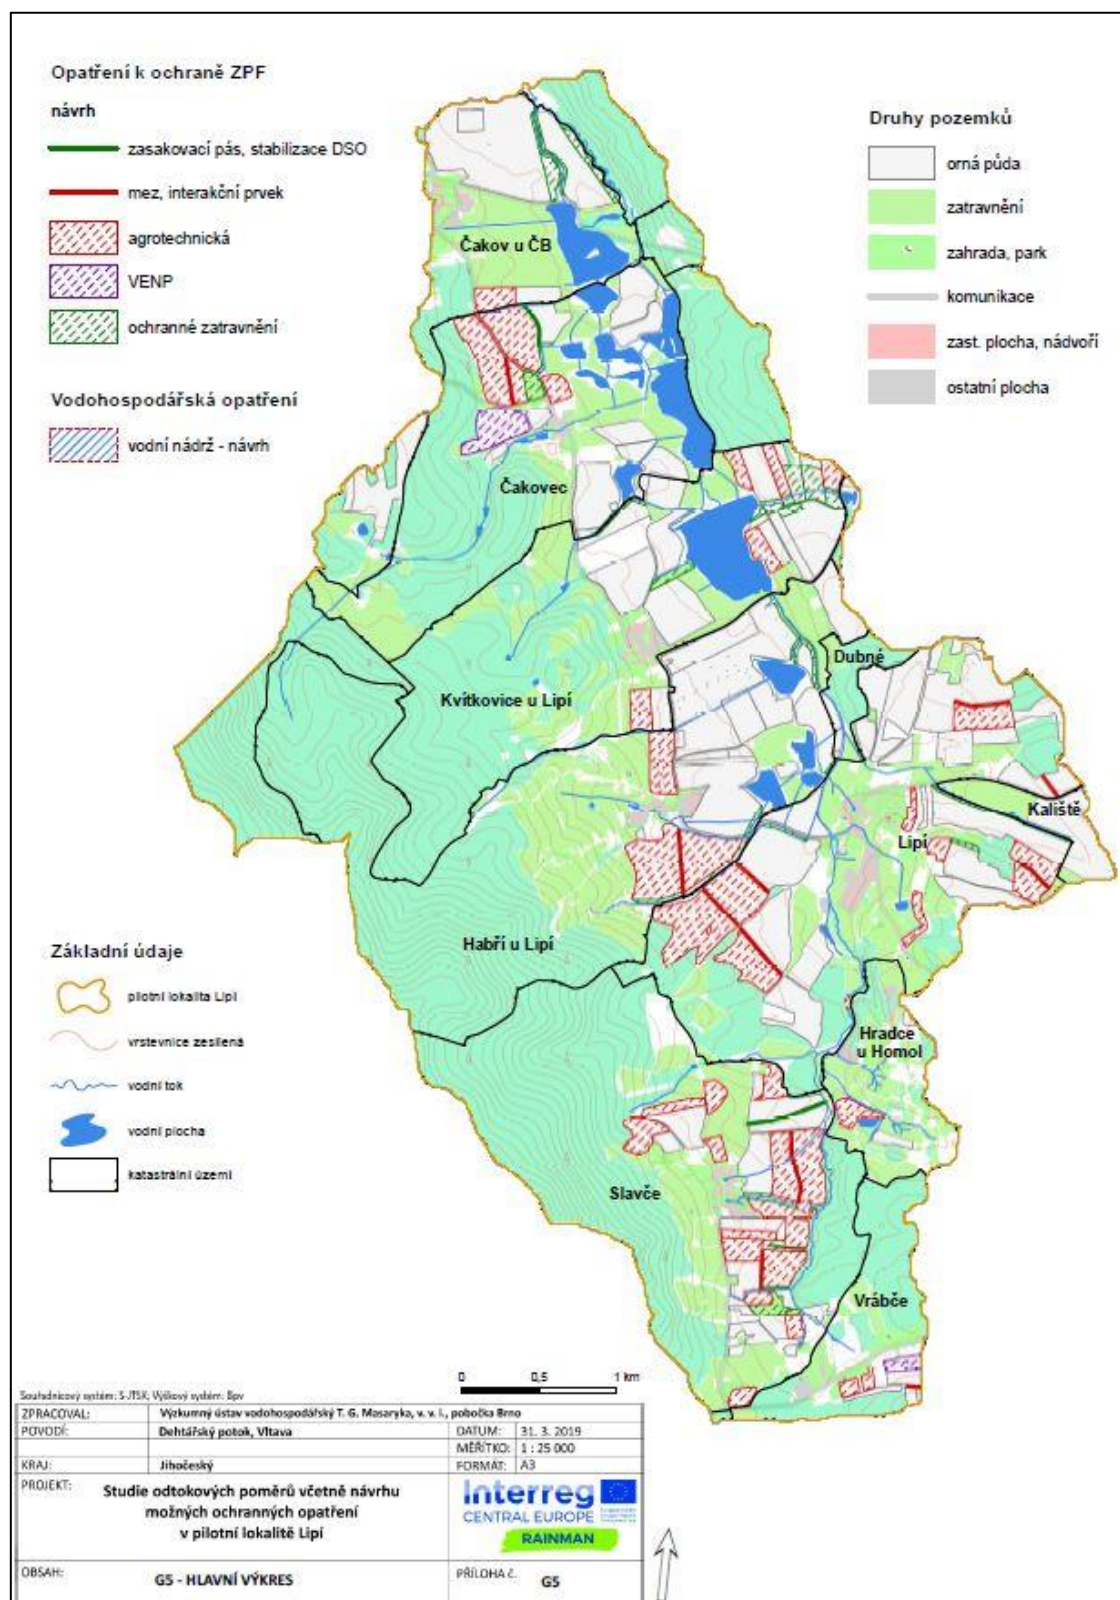 Opatření k ochraně ZPF
návrh
zasakovací pás, stabilizace DSO
mez, interakční prvek
agrotechnická
VENP
ochranné zatravnění
Vodohospodářská opatření
vodní nádrž - návrh
Druhy pozemků
orná půda
zatravnění
zahrada, park
komunikace
zast. plocha, nádvoří
ostatní plocha
Čakov u ČB
Čakovec
Kvítkovice u Lipí
Dubné
Kaliště
Lipí
Habří u Lipí
Hradce
u Homol
Slavče
Vrábče
Základní údaje
pilotní lokalita Lipí
vrstevnice zesílená
vodní tok
vodní plocha
katastrální území
0 0,5 1 km
Souřadnicový systém: S-JTSK, Výškový systém: Bpv
ZPRACOVAL: Výzkumný ústav vodohospodářský T. G. Masaryka, v. v. i., pobočka Brno
POVODÍ: Dehtářský potok, Vltava DATUM: 31. 3. 2019
MĚŘÍTKO: 1 : 25 000
KRAJ: Jihočeský FORMÁT: A3
PROJEKT: Studie odtokových poměrů včetně návrhu
možných ochranných opatření
v pilotní lokalitě Lipí
Interreg
CENTRAL EUROPE
RAINMAN
OBSAH: G5 - HLAVNÍ VÝKRES PŘÍLOHA č. G5